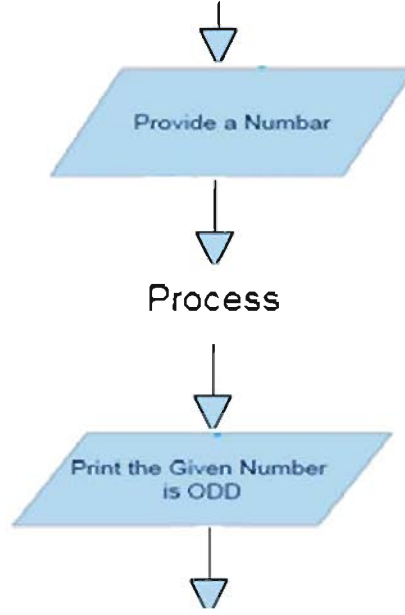 Provide a Numbar
Process
Print the Given Number
is ODD